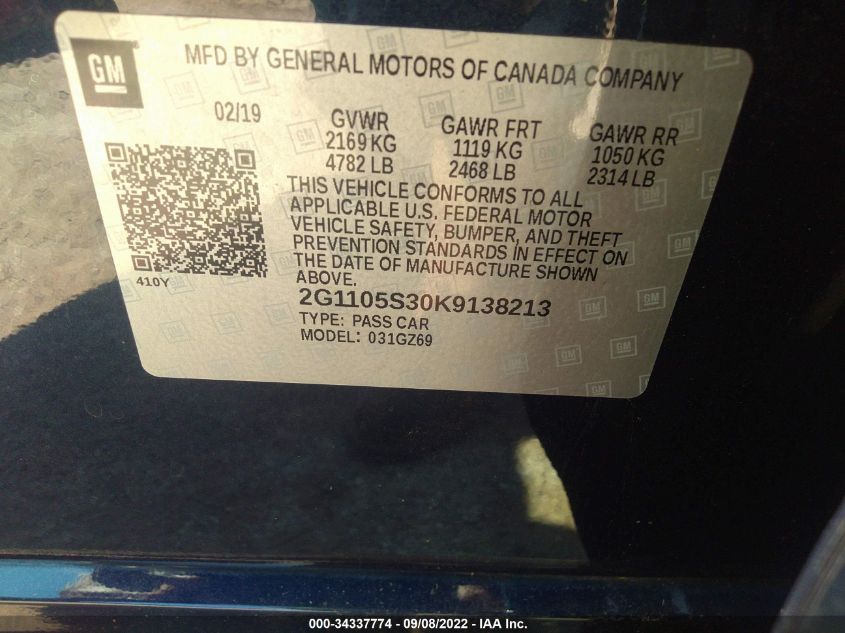 GM
MFD BY GENERAL MOTORS OF CANADA COMPANY
02/19
GVWR
2169 KG
4782 LB
GAWR FRT
1119 KG
2468 LB
GAWR RR
1050 KG
2314 LB
THIS VEHICLE CONFORMS TO ALL
APPLICABLE U.S. FEDERAL MOTOR
VEHICLE SAFETY, BUMPER, AND THEFT
PREVENTION STANDARDS IN EFFECT ON
THE DATE OF MANUFACTURE SHOWN
ABOVE.
410Y
2G1105S30K9138213
TYPE: PASS CAR
MODEL: 031GZ69
000-34337774 - 09/08/2022 - IAA Inc.